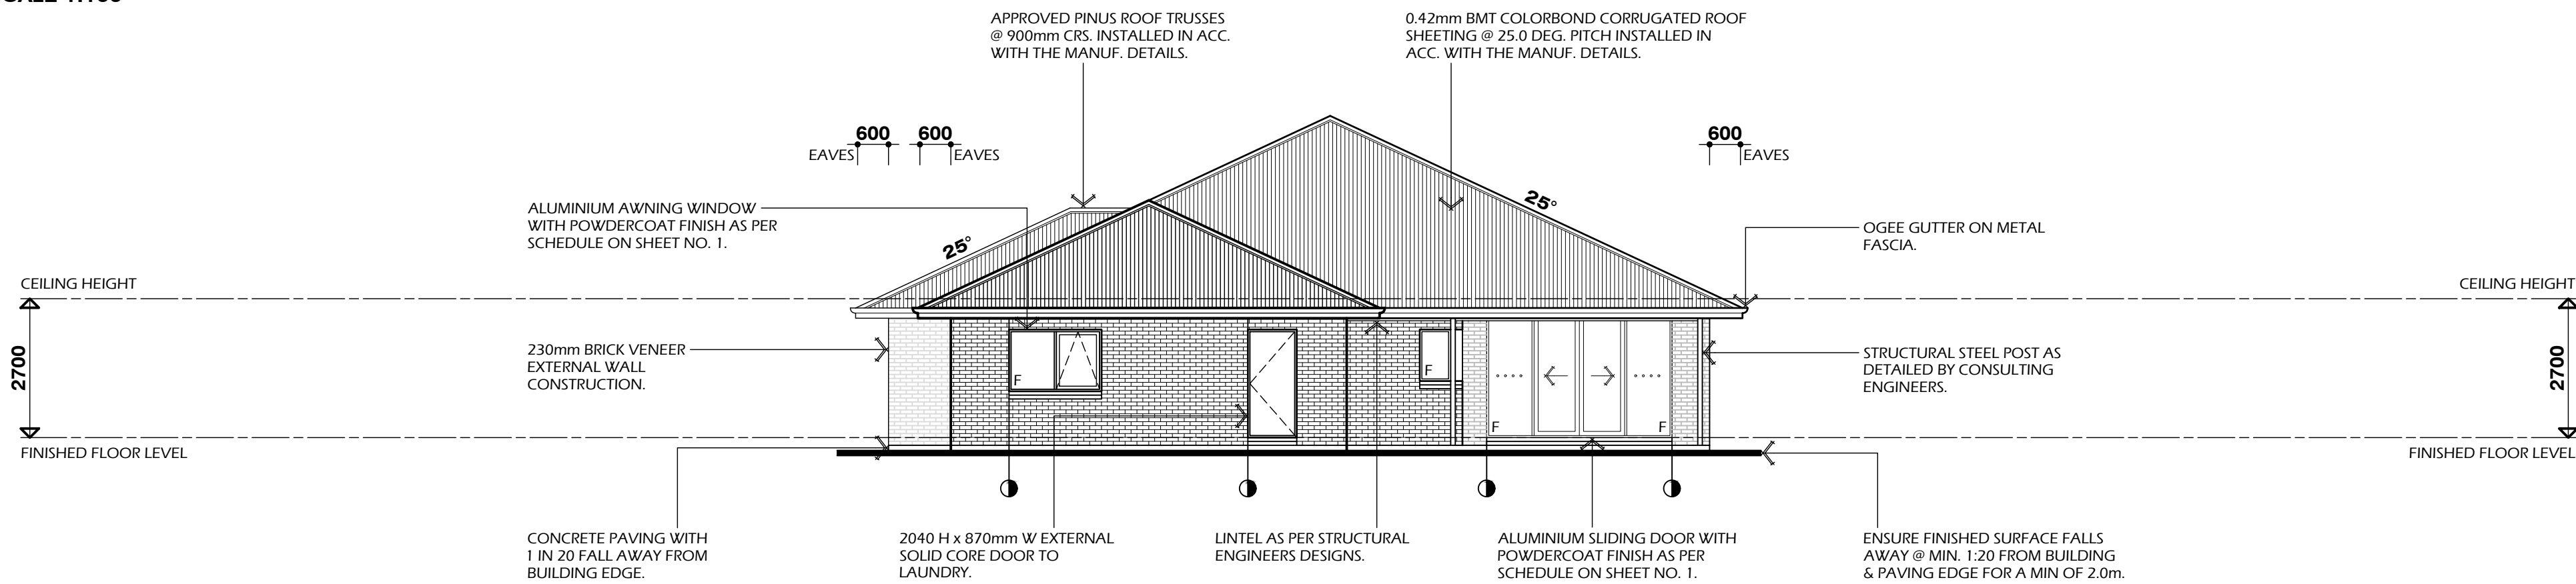 APPROVED PINUS ROOF TRUSSES
@ 900mm CRS. INSTALLED IN ACC.
WITH THE MANUF. DETAILS.
0.42mm BMT COLORBOND CORRUGATED ROOF
SHEETING @ 25.0 DEG. PITCH INSTALLED IN
ACC. WITH THE MANUF. DETAILS.
600
600
600
EAVES
EAVES
EAVES
ALUMINIUM AWNING WINDOW
WITH POWDERCOAT FINISH AS PER
SCHEDULE ON SHEET NO. 1.
25°
25°
OGEE GUTTER ON METAL
FASCIA.
CEILING HEIGHT
CEILING HEIGHT
2700
2700
230mm BRICK VENEER
EXTERNAL WALL
CONSTRUCTION.
STRUCTURAL STEEL POST AS
DETAILED BY CONSULTING
ENGINEERS.
F
F
F
F
FINISHED FLOOR LEVEL
FINISHED FLOOR LEVEL
CONCRETE PAVING WITH
1 IN 20 FALL AWAY FROM
BUILDING EDGE.
2040 H x 870mm W EXTERNAL
SOLID CORE DOOR TO
LAUNDRY.
LINTEL AS PER STRUCTURAL
ENGINEERS DESIGNS.
ALUMINIUM SLIDING DOOR WITH
POWDERCOAT FINISH AS PER
SCHEDULE ON SHEET NO. 1.
ENSURE FINISHED SURFACE FALLS
AWAY @ MIN. 1:20 FROM BUILDING
& PAVING EDGE FOR A MIN OF 2.0m.